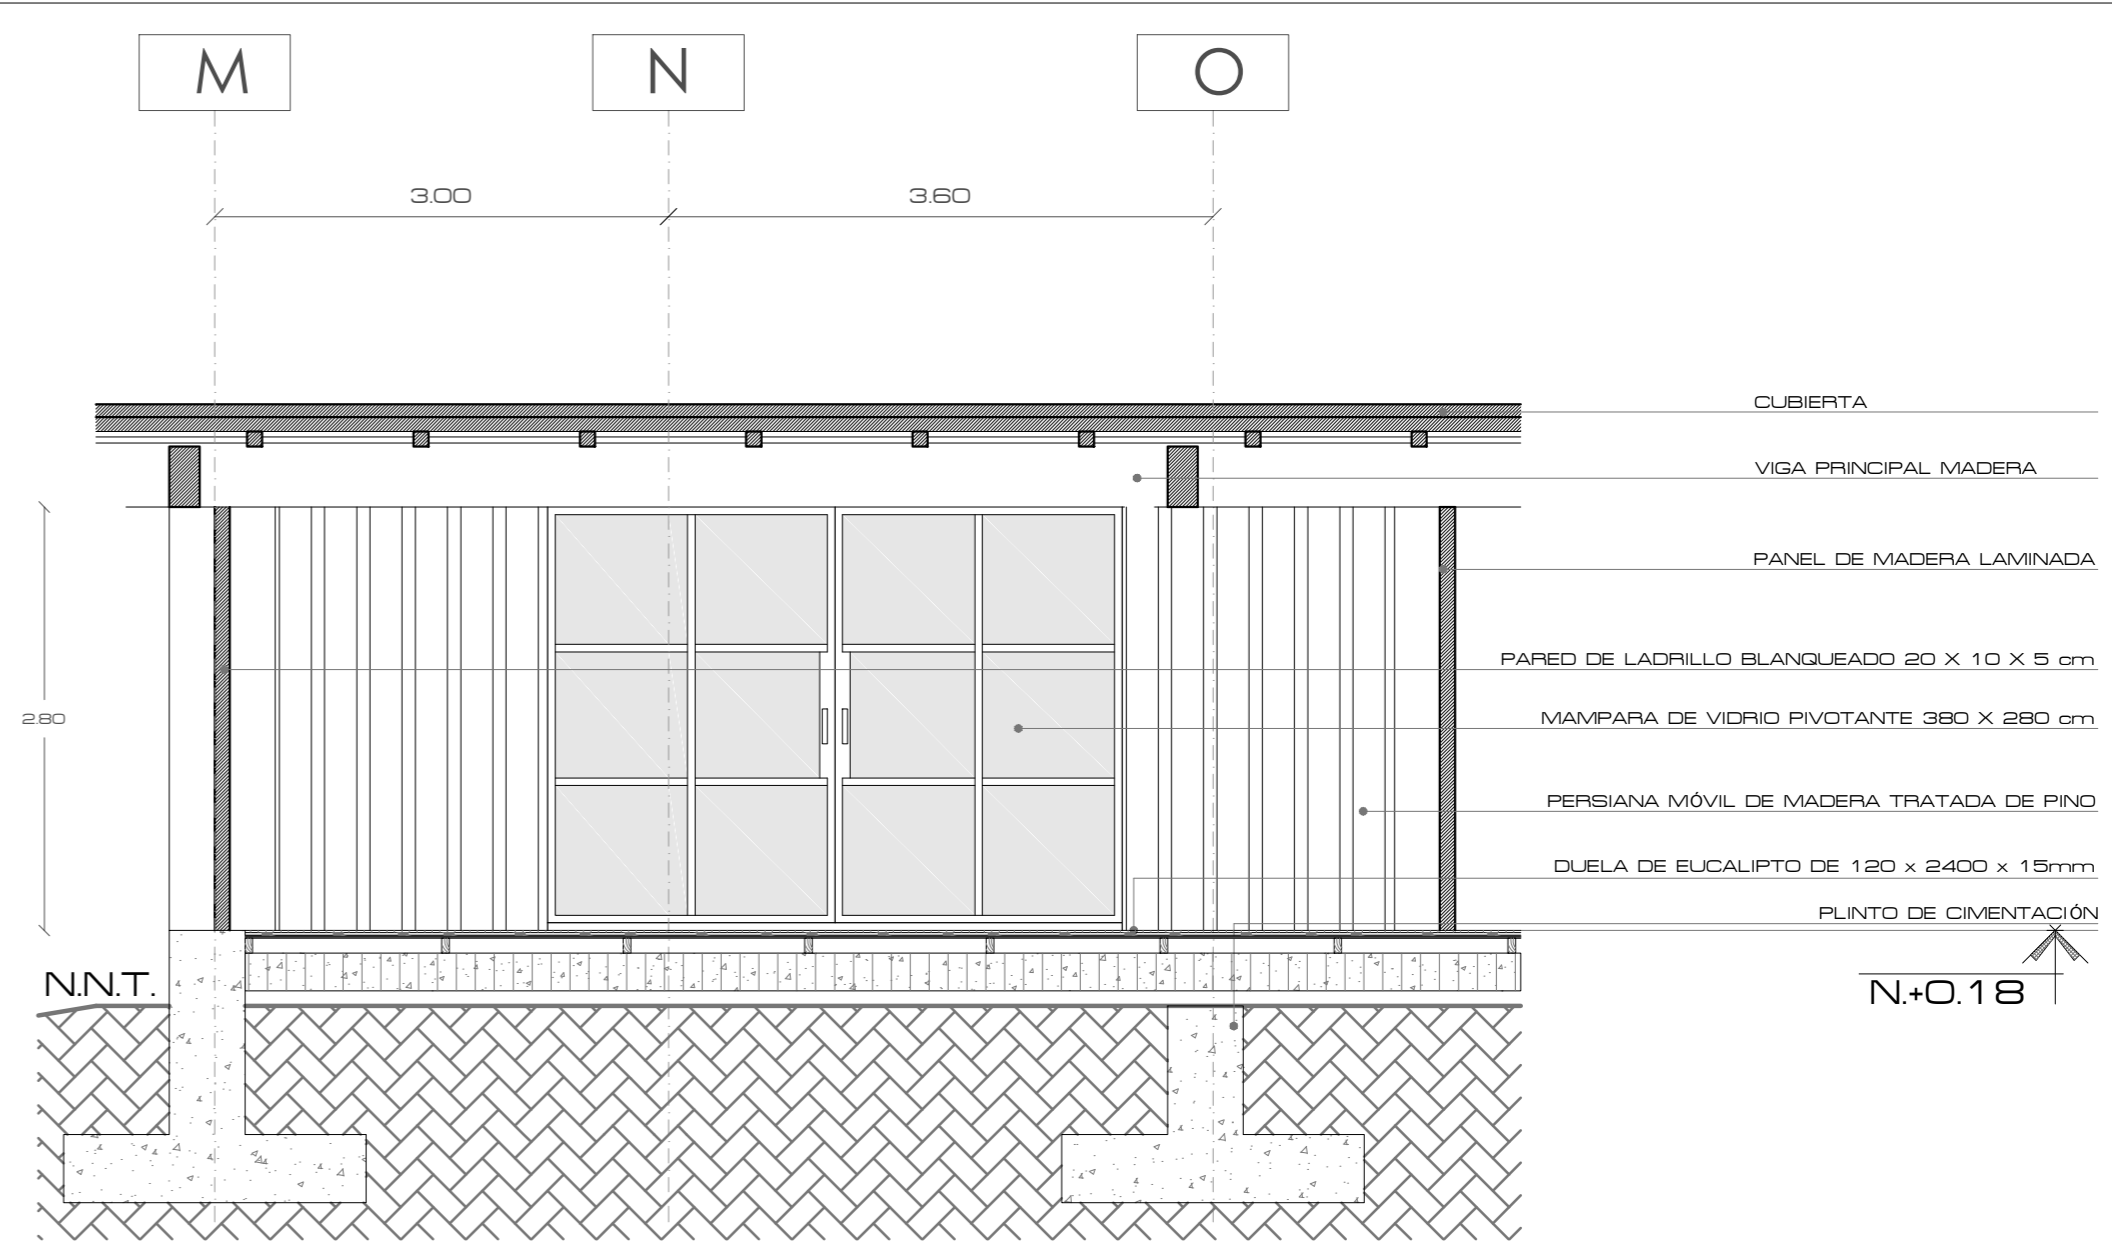 M
N
O
3.00
3.60
CUBIERTA
VIGA PRINCIPAL MADERA
PANEL DE MADERA LAMINADA
PARED DE LADRILLO BLANQUEADO 20 X 10 X 5 cm
2.80
MAMPARA DE VIDRIO PIVOTANTE 380 X 280 cm
PERSIANA MÓVIL DE MADERA TRATADA DE PINO
DUELA DE EUCALIPTO DE 120 x 2400 x 15mm
PLINTO DE CIMENTACIÓN
N.N.T.
N.+0.18